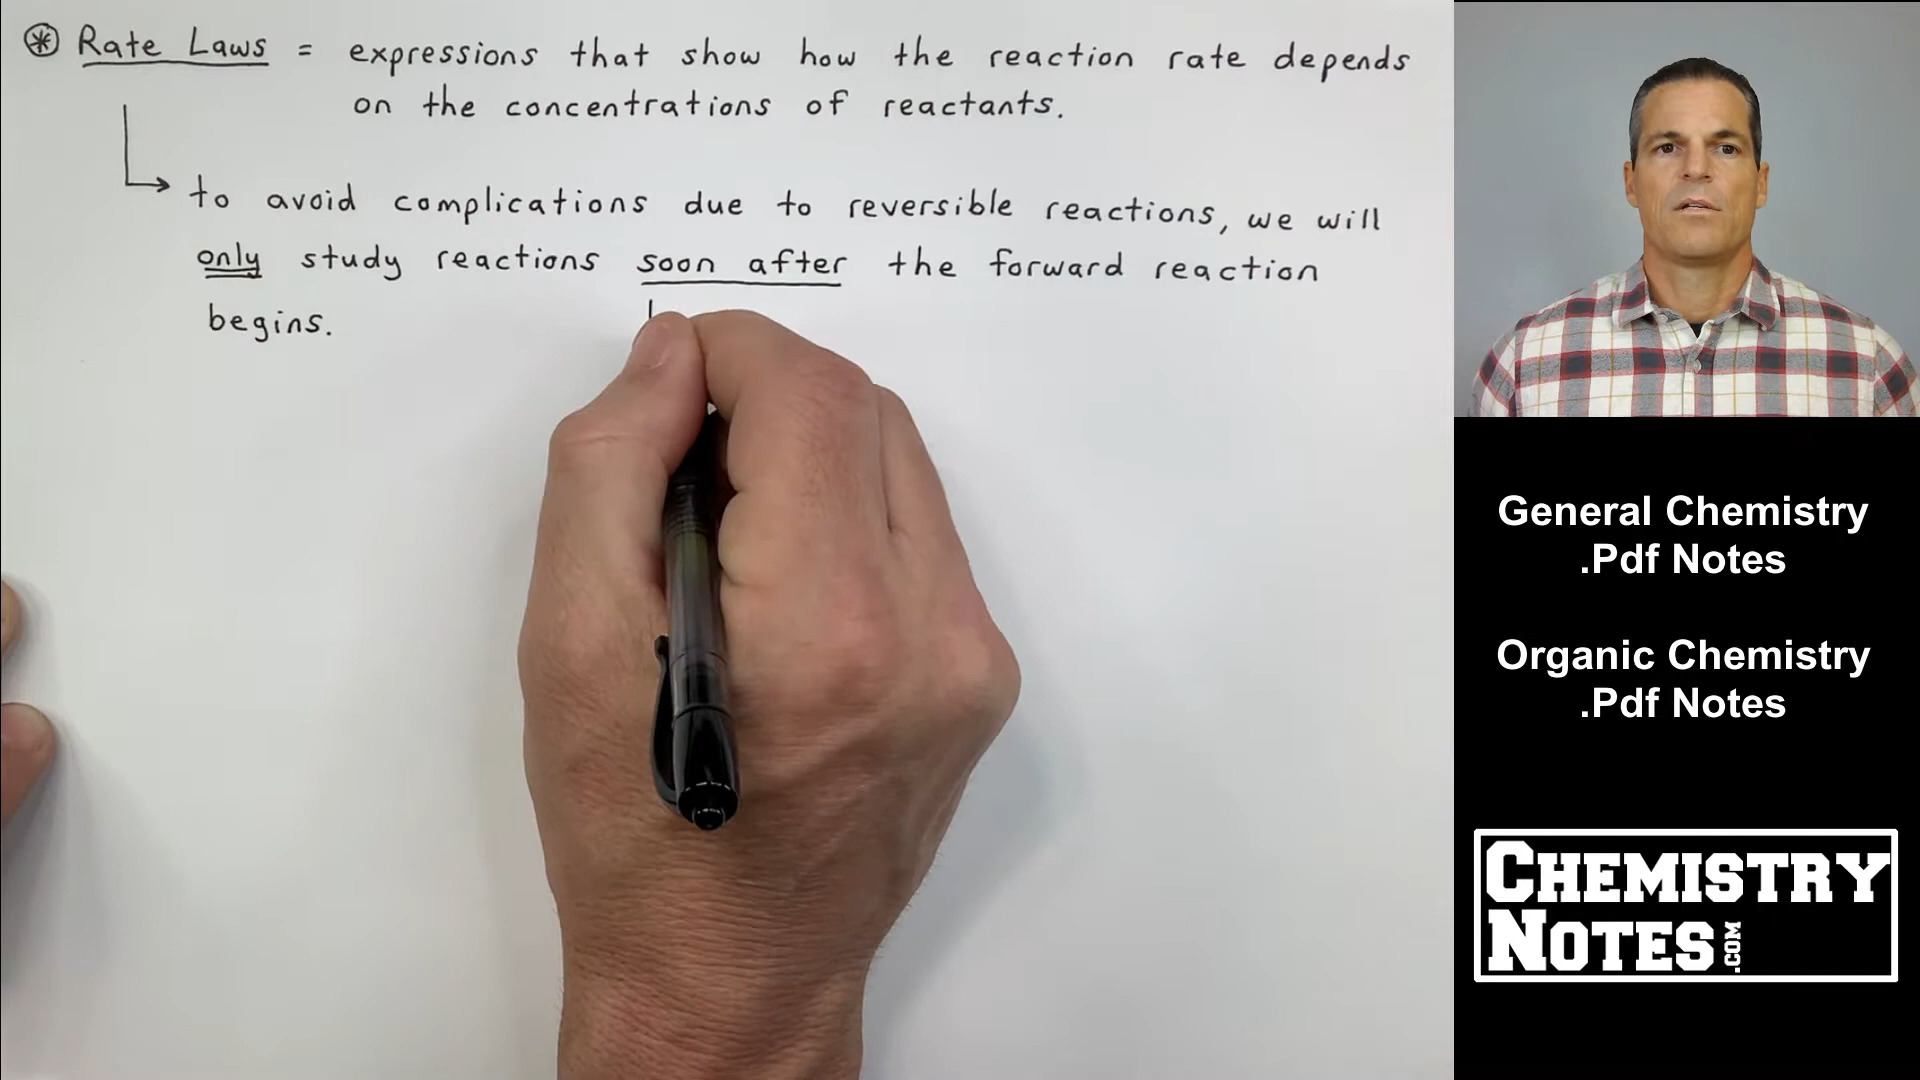 * Rate Laws = expressions that show how the reaction rate depends
on the concentrations of reactants.
to avoid complications due to reversible reactions, we will
only study reactions soon after the forward reaction
begins.
General Chemistry
.Pdf Notes
Organic Chemistry
.Pdf Notes
CHEMISTRY
NOTES.COM